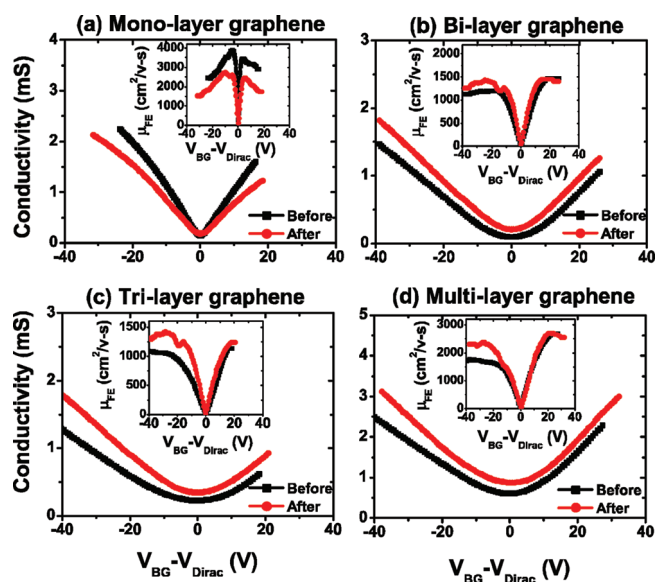 (a) Mono-layer graphene
(b) Bi-layer graphene
Conductivity (mS)
4
3
2
1
0
-40 -20 0 20 40
μFE (cm²/v-s)
4000
3000
2000
1000
0
-40 -20 0 20 40
VBG-VDirac (V)
Before
After
3
2
1
0
-40 -20 0 20 40
μFE (cm²/v-s)
2000
1500
1000
500
0
-40 -20 0 20 40
VBG-VDirac (V)
Before
After
(c) Tri-layer graphene
(d) Multi-layer graphene
Conductivity (mS)
3
2
1
0
-40 -20 0 20 40
VBG-VDirac (V)
μFE (cm²/v-s)
1500
1000
500
0
-40 -20 0 20 40
VBG-VDirac (V)
Before
After
5
4
3
2
1
0
-40 -20 0 20 40
VBG-VDirac (V)
μFE (cm²/v-s)
3000
2000
1000
0
-40 -20 0 20 40
VBG-VDirac (V)
Before
After